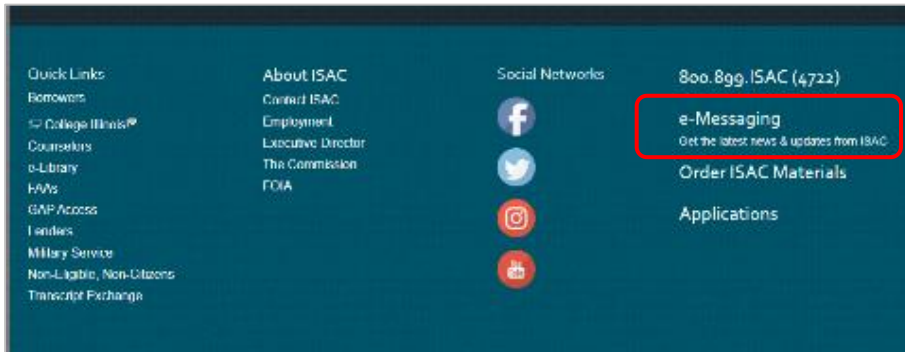 Quick Links
Borrowers
College Illinois
Counselors
e-Library
FAAs
GAP Access
Lenders
Military Service
Non-Eligible, Non-Citizens
Transcript Exchange
About ISAC
Contact ISAC
Employment
Executive Director
The Commission
FOIA
Social Networks
You
Tube
800.899.ISAC (4722)
e-Messaging
Get the latest news & updates from ISAC
Order ISAC Materials
Applications